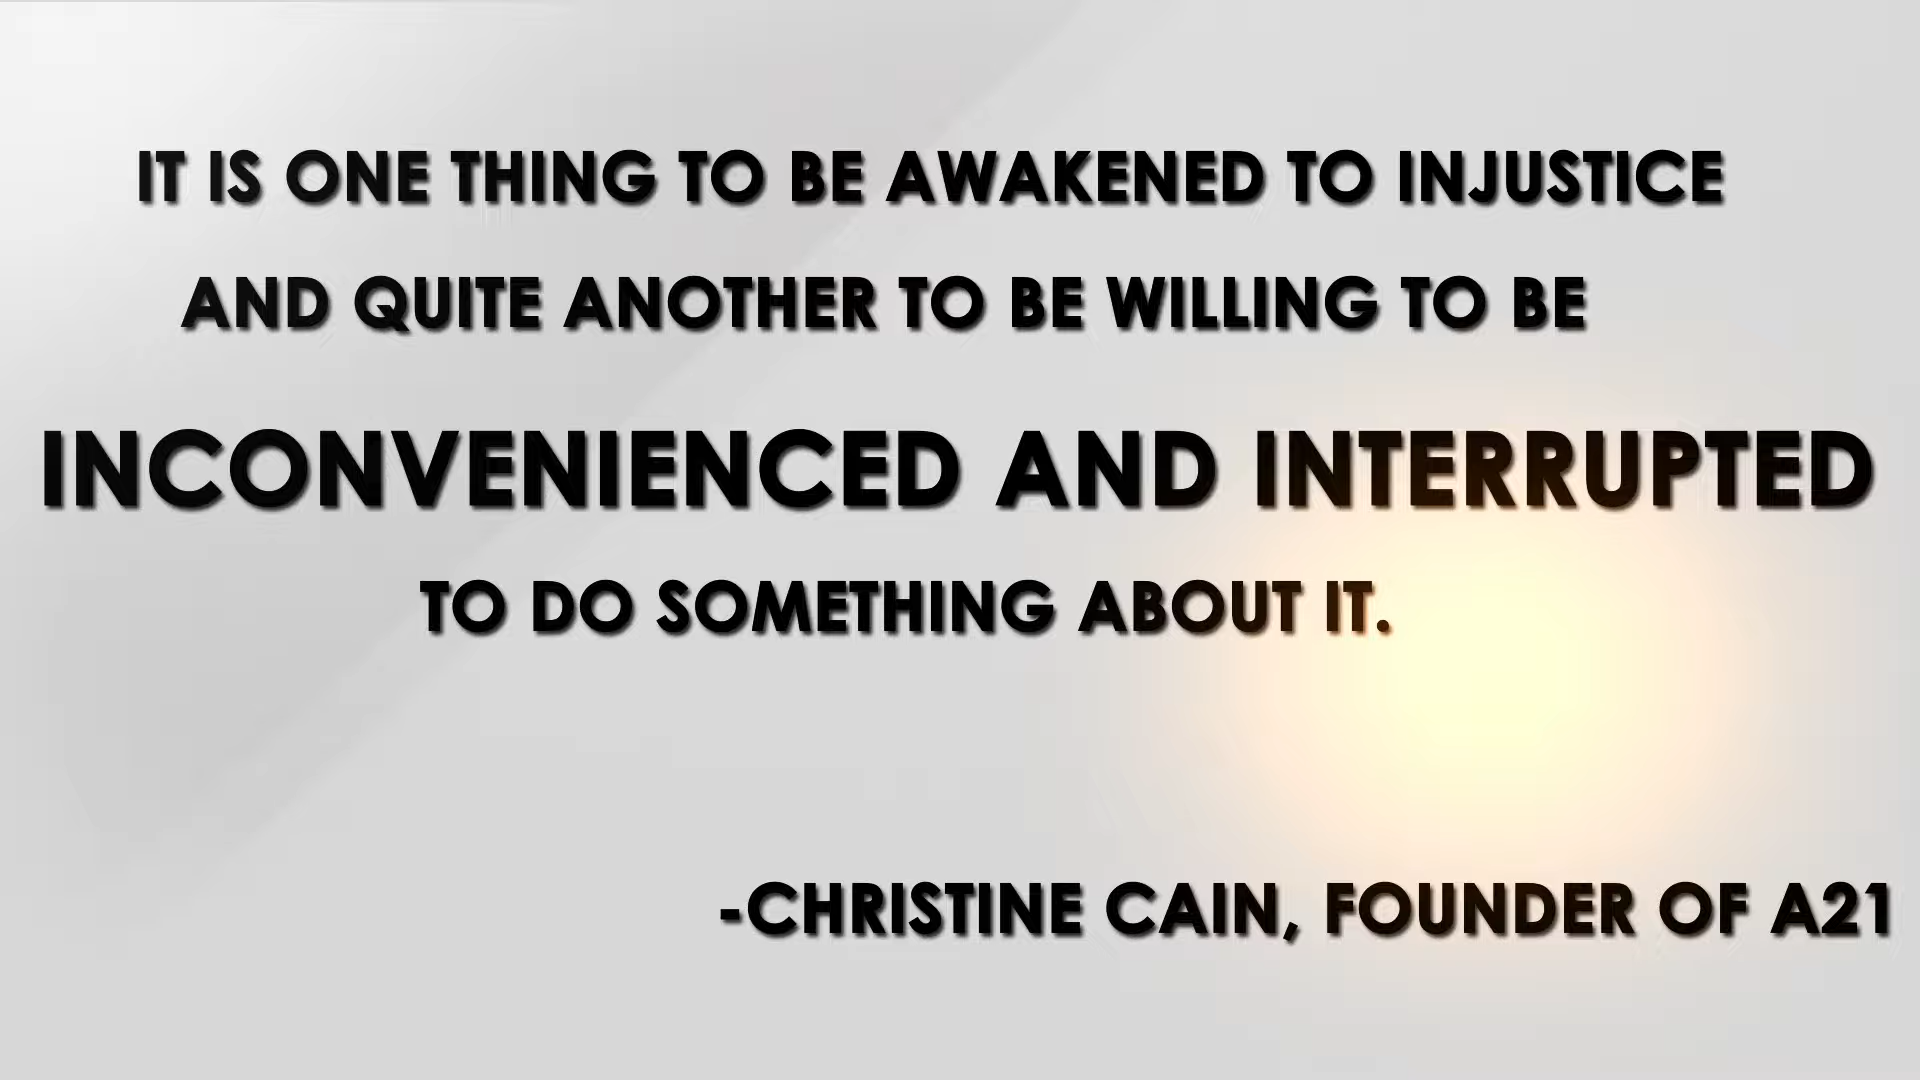 IT IS ONE THING TO BE AWAKENED TO INJUSTICE
AND QUITE ANOTHER TO BE WILLING TO BE
INCONVENIENCED AND INTERRUPTED
TO DO SOMETHING ABOUT IT.
-CHRISTINE CAIN, FOUNDER OF A21